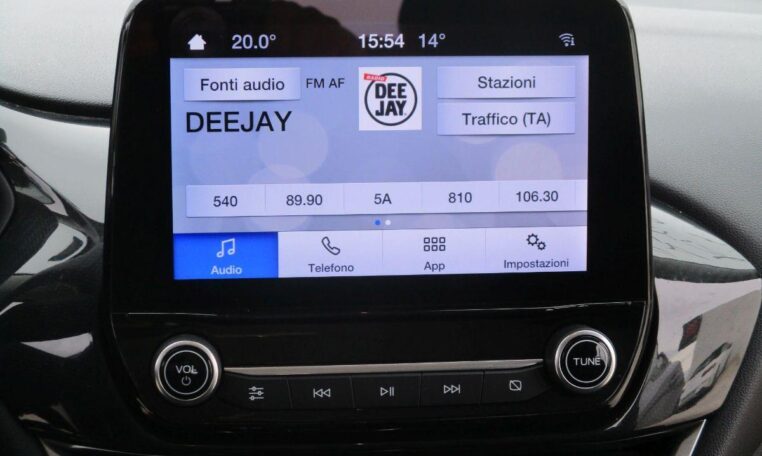 20.0° 15:54 14°
Fonti audio FM AF RADIO DEE JAY Stazioni
DEEJAY Traffico (TA)
540 89.90 5A 810 106.30
Audio Telefono App Impostazioni
VOL TUNE